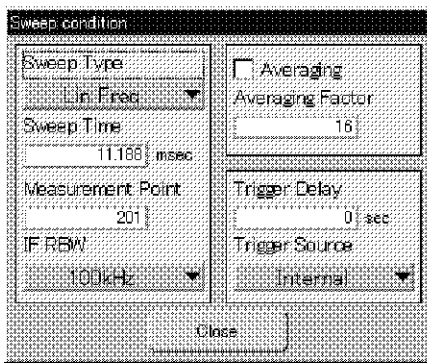 Sweep condition
Sweep Type
Lin Freq
Sweep Time
11.188 msec
Measurement Point
201
IF RBW
100kHz
Averaging
Averaging Factor
16
Trigger Delay
0 sec
Trigger Source
Internal
Close